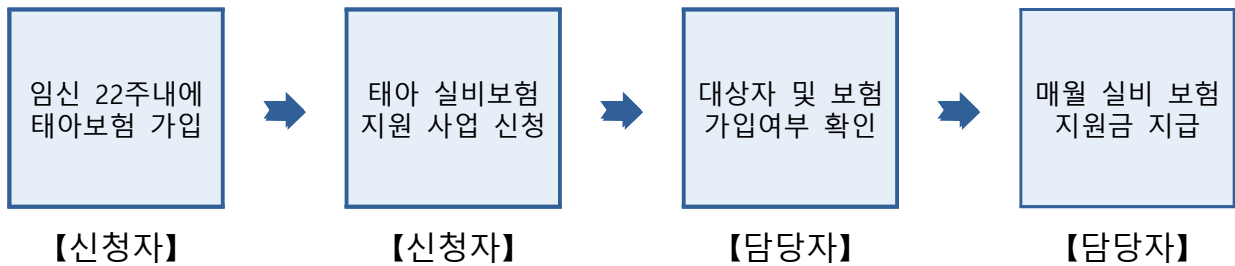 임신 22주내에
태아보험 가입
태아 실비보험
지원 사업 신청
대상자 및 보험
가입여부 확인
매월 실비 보험
지원금 지급
【신청자】
【신청자】
【담당자】
【담당자】